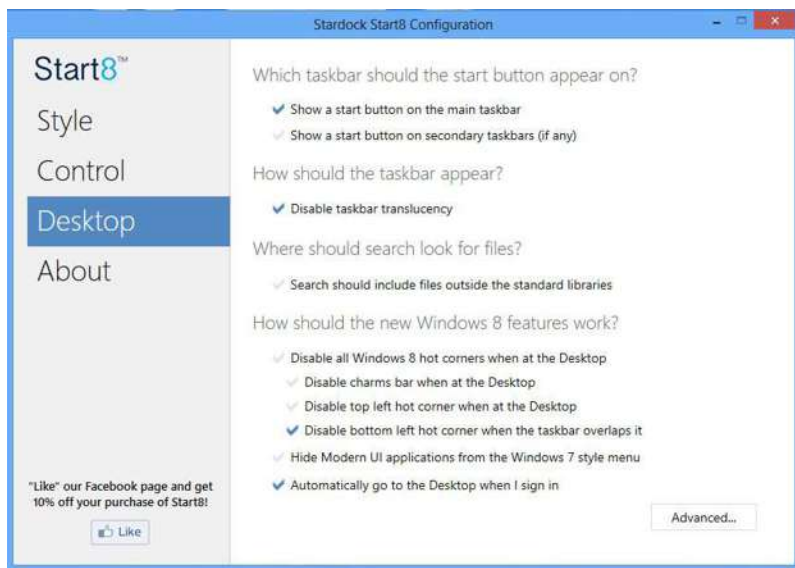 Stardock Start8 Configuration
Start8™
Style
Control
Desktop
About
"Like" our Facebook page and get
10% off your purchase of Start8!
Like
Which taskbar should the start button appear on?
Show a start button on the main taskbar
Show a start button on secondary taskbars (if any)
How should the taskbar appear?
Disable taskbar translucency
Where should search look for files?
Search should include files outside the standard libraries
How should the new Windows 8 features work?
Disable all Windows 8 hot corners when at the Desktop
Disable charms bar when at the Desktop
Disable top left hot corner when at the Desktop
Disable bottom left hot corner when the taskbar overlaps it
Hide Modern UI applications from the Windows 7 style menu
Automatically go to the Desktop when I sign in
Advanced...